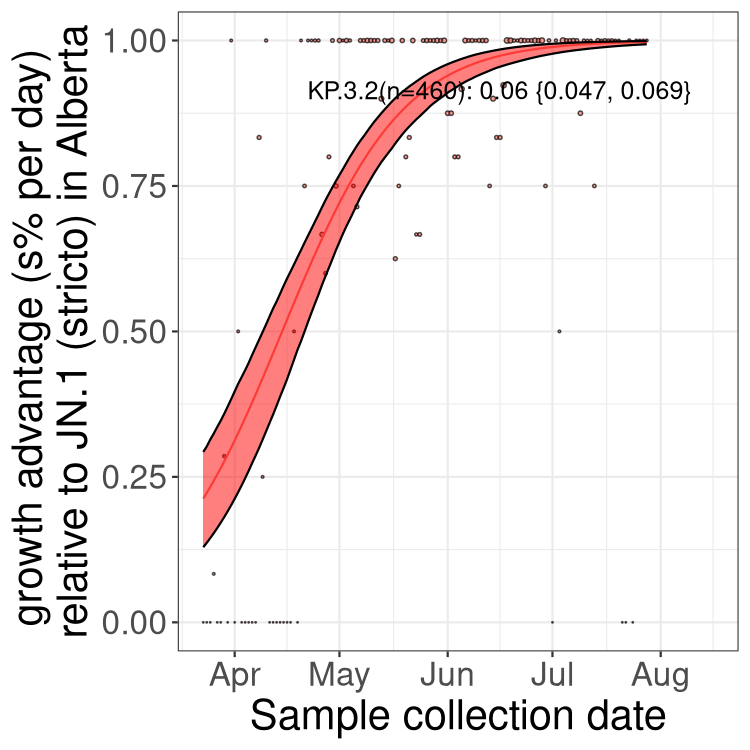 growth advantage (s% per day)
relative to JN.1 (stricto) in Alberta
1.00
0.75
0.50
0.25
0.00
KP.3.2(n=460): 0.06 {0.047, 0.069}
Apr May Jun Jul Aug
Sample collection date